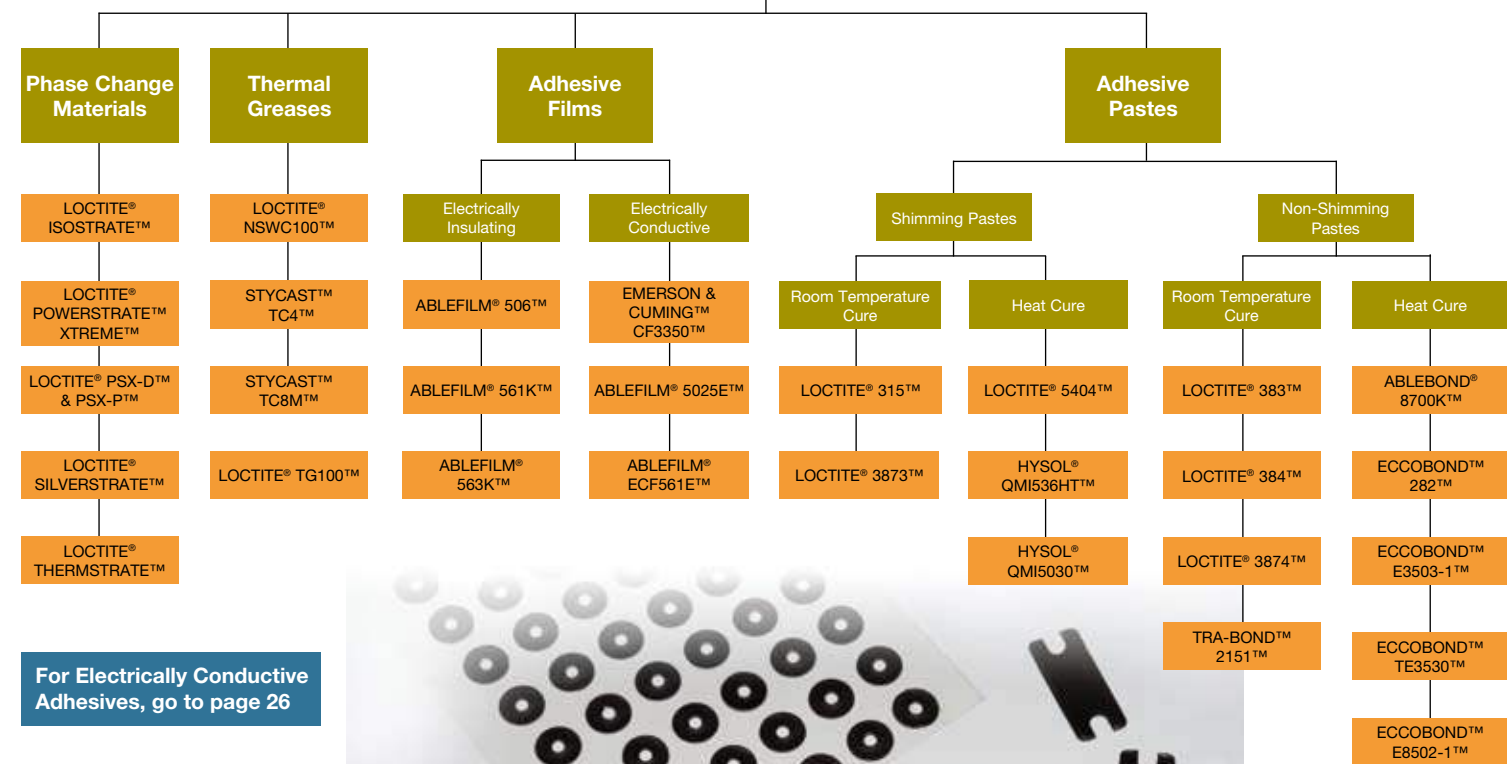 Phase Change
Materials
Thermal
Greases
Adhesive
Films
Adhesive
Pastes
LOCTITE®
ISOSTRATE™
LOCTITE®
POWERSTRATE™
XTREME™
LOCTITE® PSX-D™
& PSX-P™
LOCTITE®
SILVERSTRATE™
LOCTITE®
THERMSTRATE™
LOCTITE®
NSWC100™
STYCAST™
TC4™
STYCAST™
TC8M™
LOCTITE® TG100™
Electrically
Insulating
ABLEFILM® 506™
ABLEFILM® 561K™
ABLEFILM®
563K™
Electrically
Conductive
EMERSON &
CUMING™
CF3350™
ABLEFILM® 5025E™
ABLEFILM®
ECF561E™
Shimming Pastes
Room Temperature
Cure
LOCTITE® 315™
LOCTITE® 3873™
Heat Cure
LOCTITE® 5404™
HYSOL®
QMI536HT™
HYSOL®
QMI5030™
Non-Shimming
Pastes
Room Temperature
Cure
LOCTITE® 383™
LOCTITE® 384™
LOCTITE® 3874™
TRA-BOND™
2151™
Heat Cure
ABLEBOND®
8700K™
ECCOBOND™
282™
ECCOBOND™
E3503-1™
ECCOBOND™
TE3530™
ECCOBOND™
E8502-1™
For Electrically Conductive
Adhesives, go to page 26